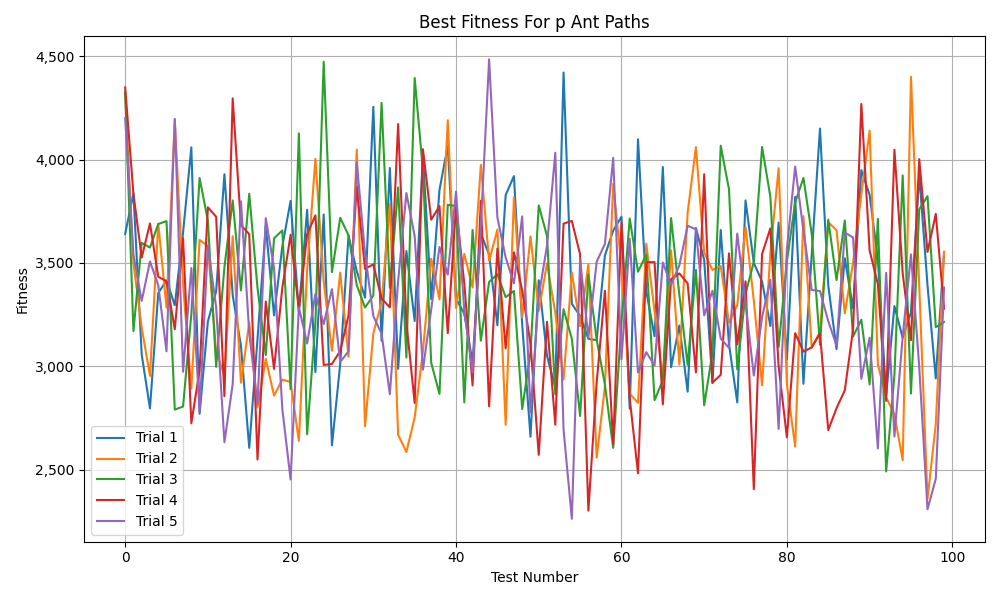 Best Fitness For p Ant Paths
Fitness
4,500
4,000
3,500
3,000
2,500
Trial 1
Trial 2
Trial 3
Trial 4
Trial 5
0
20
40
60
80
100
Test Number